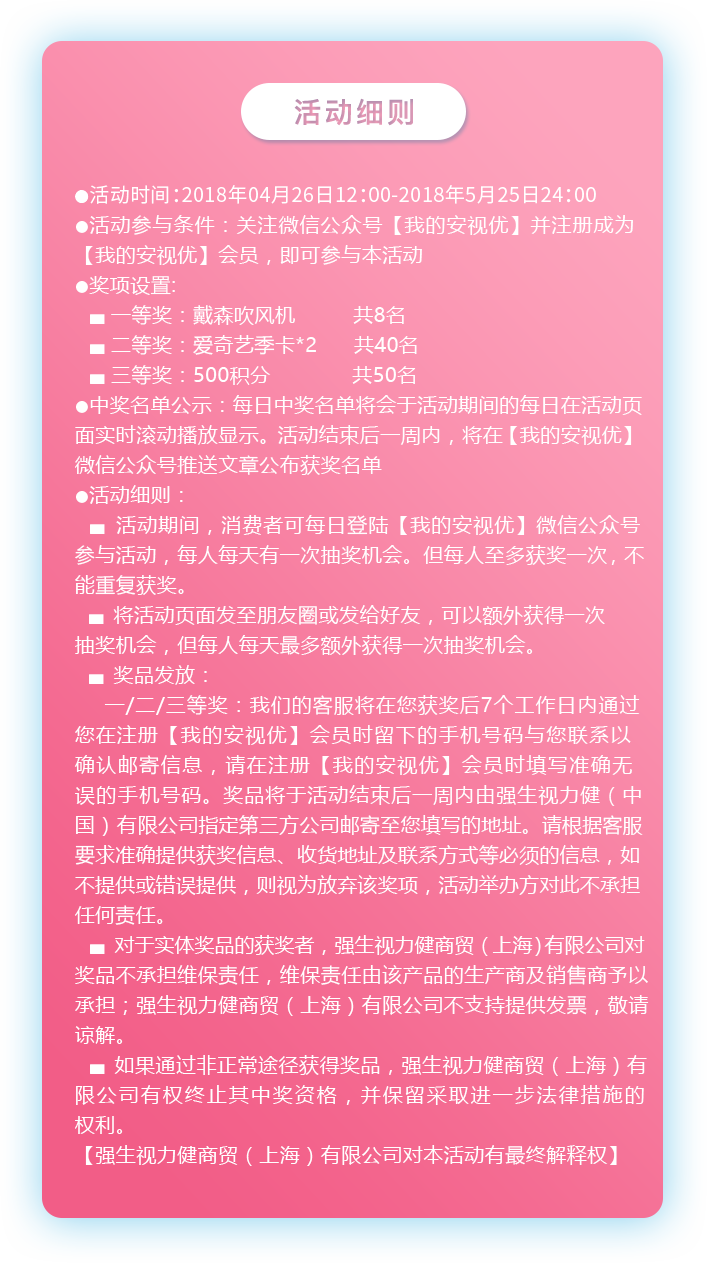 活动细则
●活动时间：2018年04月26日12：00-2018年5月25日24：00
●活动参与条件：关注微信公众号【我的安视优】并注册成为
【我的安视优】会员，即可参与本活动
●奖项设置:
一等奖：戴森吹风机 共8名
二等奖：爱奇艺季卡*2 共40名
三等奖：500积分 共50名
●中奖名单公示：每日中奖名单将会于活动期间的每日在活动页
面实时滚动播放显示。活动结束后一周内，将在【我的安视优】
微信公众号推送文章公布获奖名单
●活动细则：
活动期间，消费者可每日登陆【我的安视优】微信公众号
参与活动，每人每天有一次抽奖机会。但每人至多获奖一次，不
能重复获奖。
将活动页面发至朋友圈或发给好友，可以额外获得一次
抽奖机会，但每人每天最多额外获得一次抽奖机会。
奖品发放：
一/二/三等奖：我们的客服将在您获奖后7个工作日内通过
您在注册【我的安视优】会员时留下的手机号码与您联系以
确认邮寄信息，请在注册【我的安视优】会员时填写准确无
误的手机号码。奖品将于活动结束后一周内由强生视力健（中
国）有限公司指定第三方公司邮寄至您填写的地址。请根据客服
要求准确提供获奖信息、收货地址及联系方式等必须的信息，如
不提供或错误提供，则视为放弃该奖项，活动举办方对此不承担
任何责任。
对于实体奖品的获奖者，强生视力健商贸（上海）有限公司对
奖品不承担维保责任，维保责任由该产品的生产商及销售商予以
承担；强生视力健商贸（上海）有限公司不支持提供发票，敬请
谅解。
如果通过非正常途径获得奖品，强生视力健商贸（上海）有
限公司有权终止其中奖资格，并保留采取进一步法律措施的
权利。
【强生视力健商贸（上海）有限公司对本活动有最终解释权】